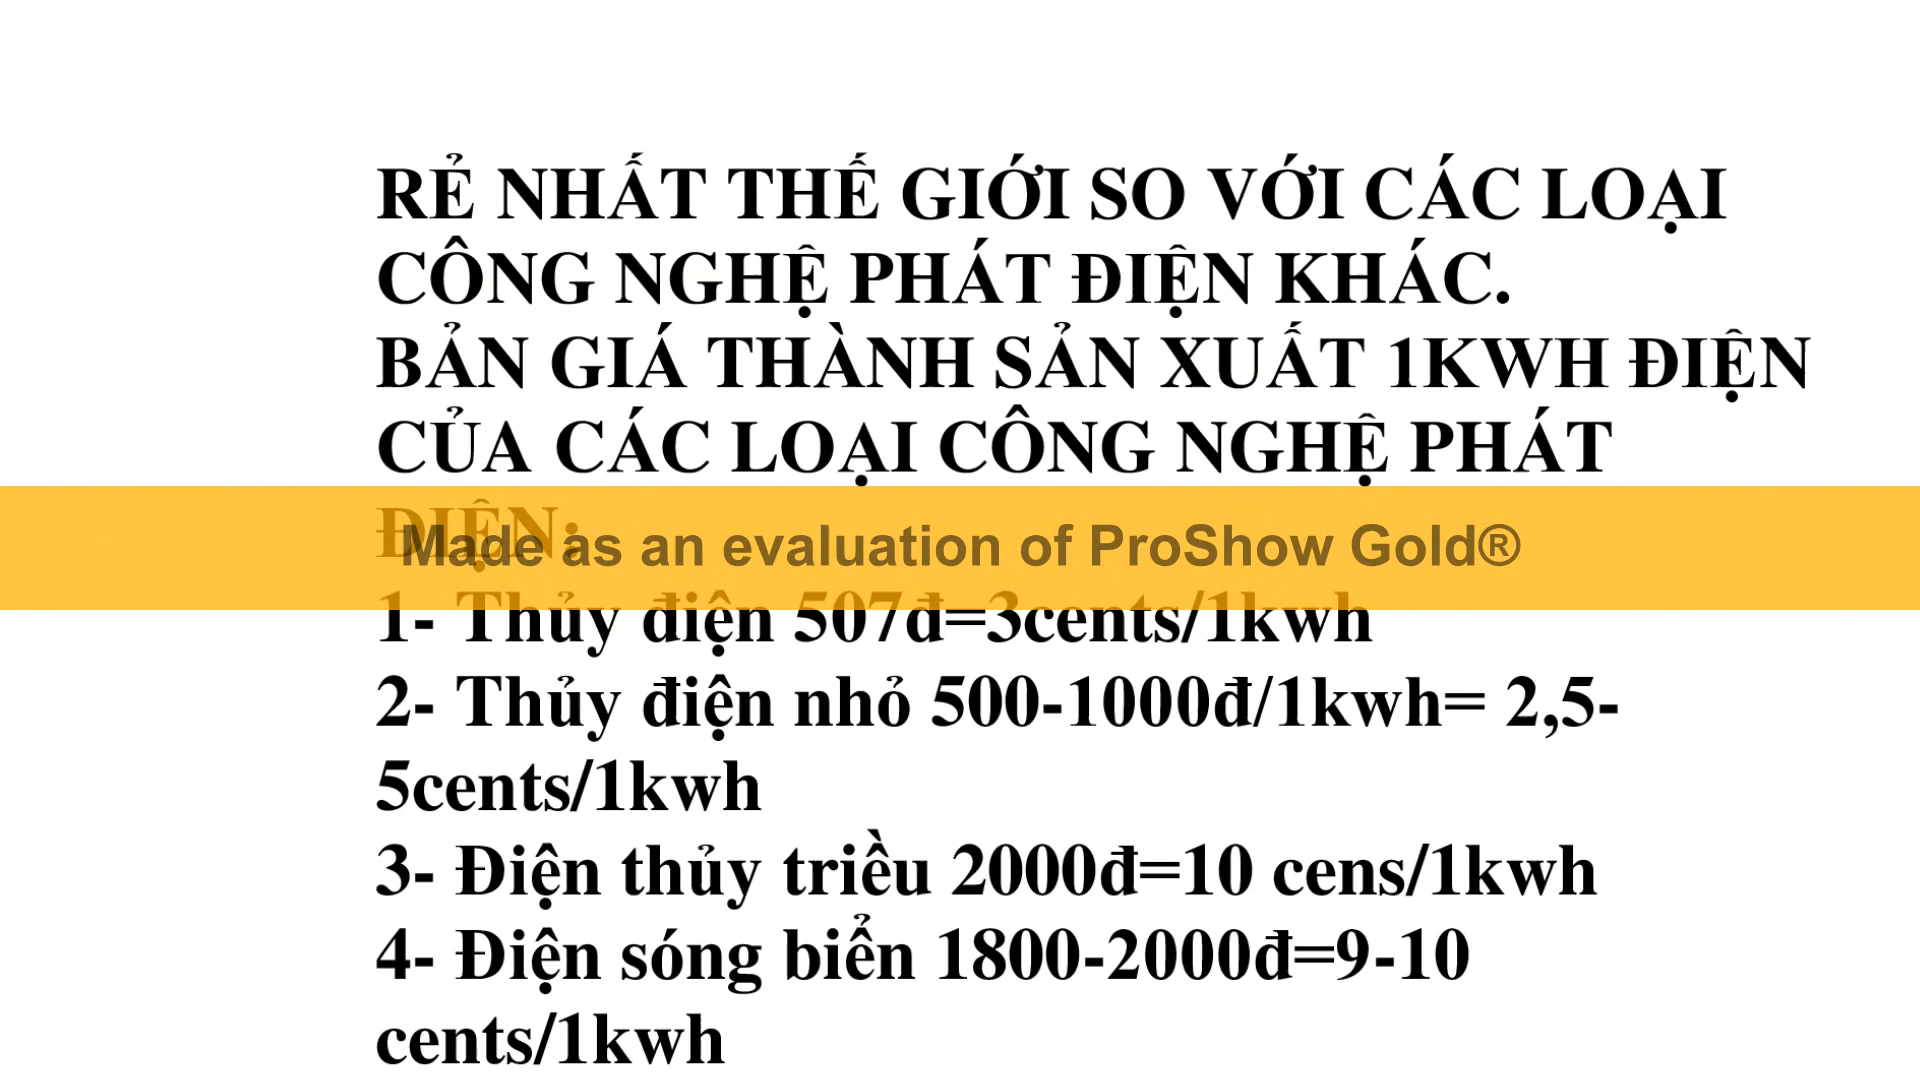 RẺ NHẤT THẾ GIỚI SO VỚI CÁC LOẠI
CÔNG NGHỆ PHÁT ĐIỆN KHÁC.
BẢN GIÁ THÀNH SẢN XUẤT 1KWH ĐIỆN
CỦA CÁC LOẠI CÔNG NGHỆ PHÁT
ĐIỆN:
Made as an evaluation of ProShow Gold®
1- Thủy điện 507đ=3cents/1kwh
2- Thủy điện nhỏ 500-1000đ/1kwh= 2,5-
5cents/1kwh
3- Điện thủy triều 2000đ=10 cens/1kwh
4- Điện sóng biển 1800-2000đ=9-10
cents/1kwh